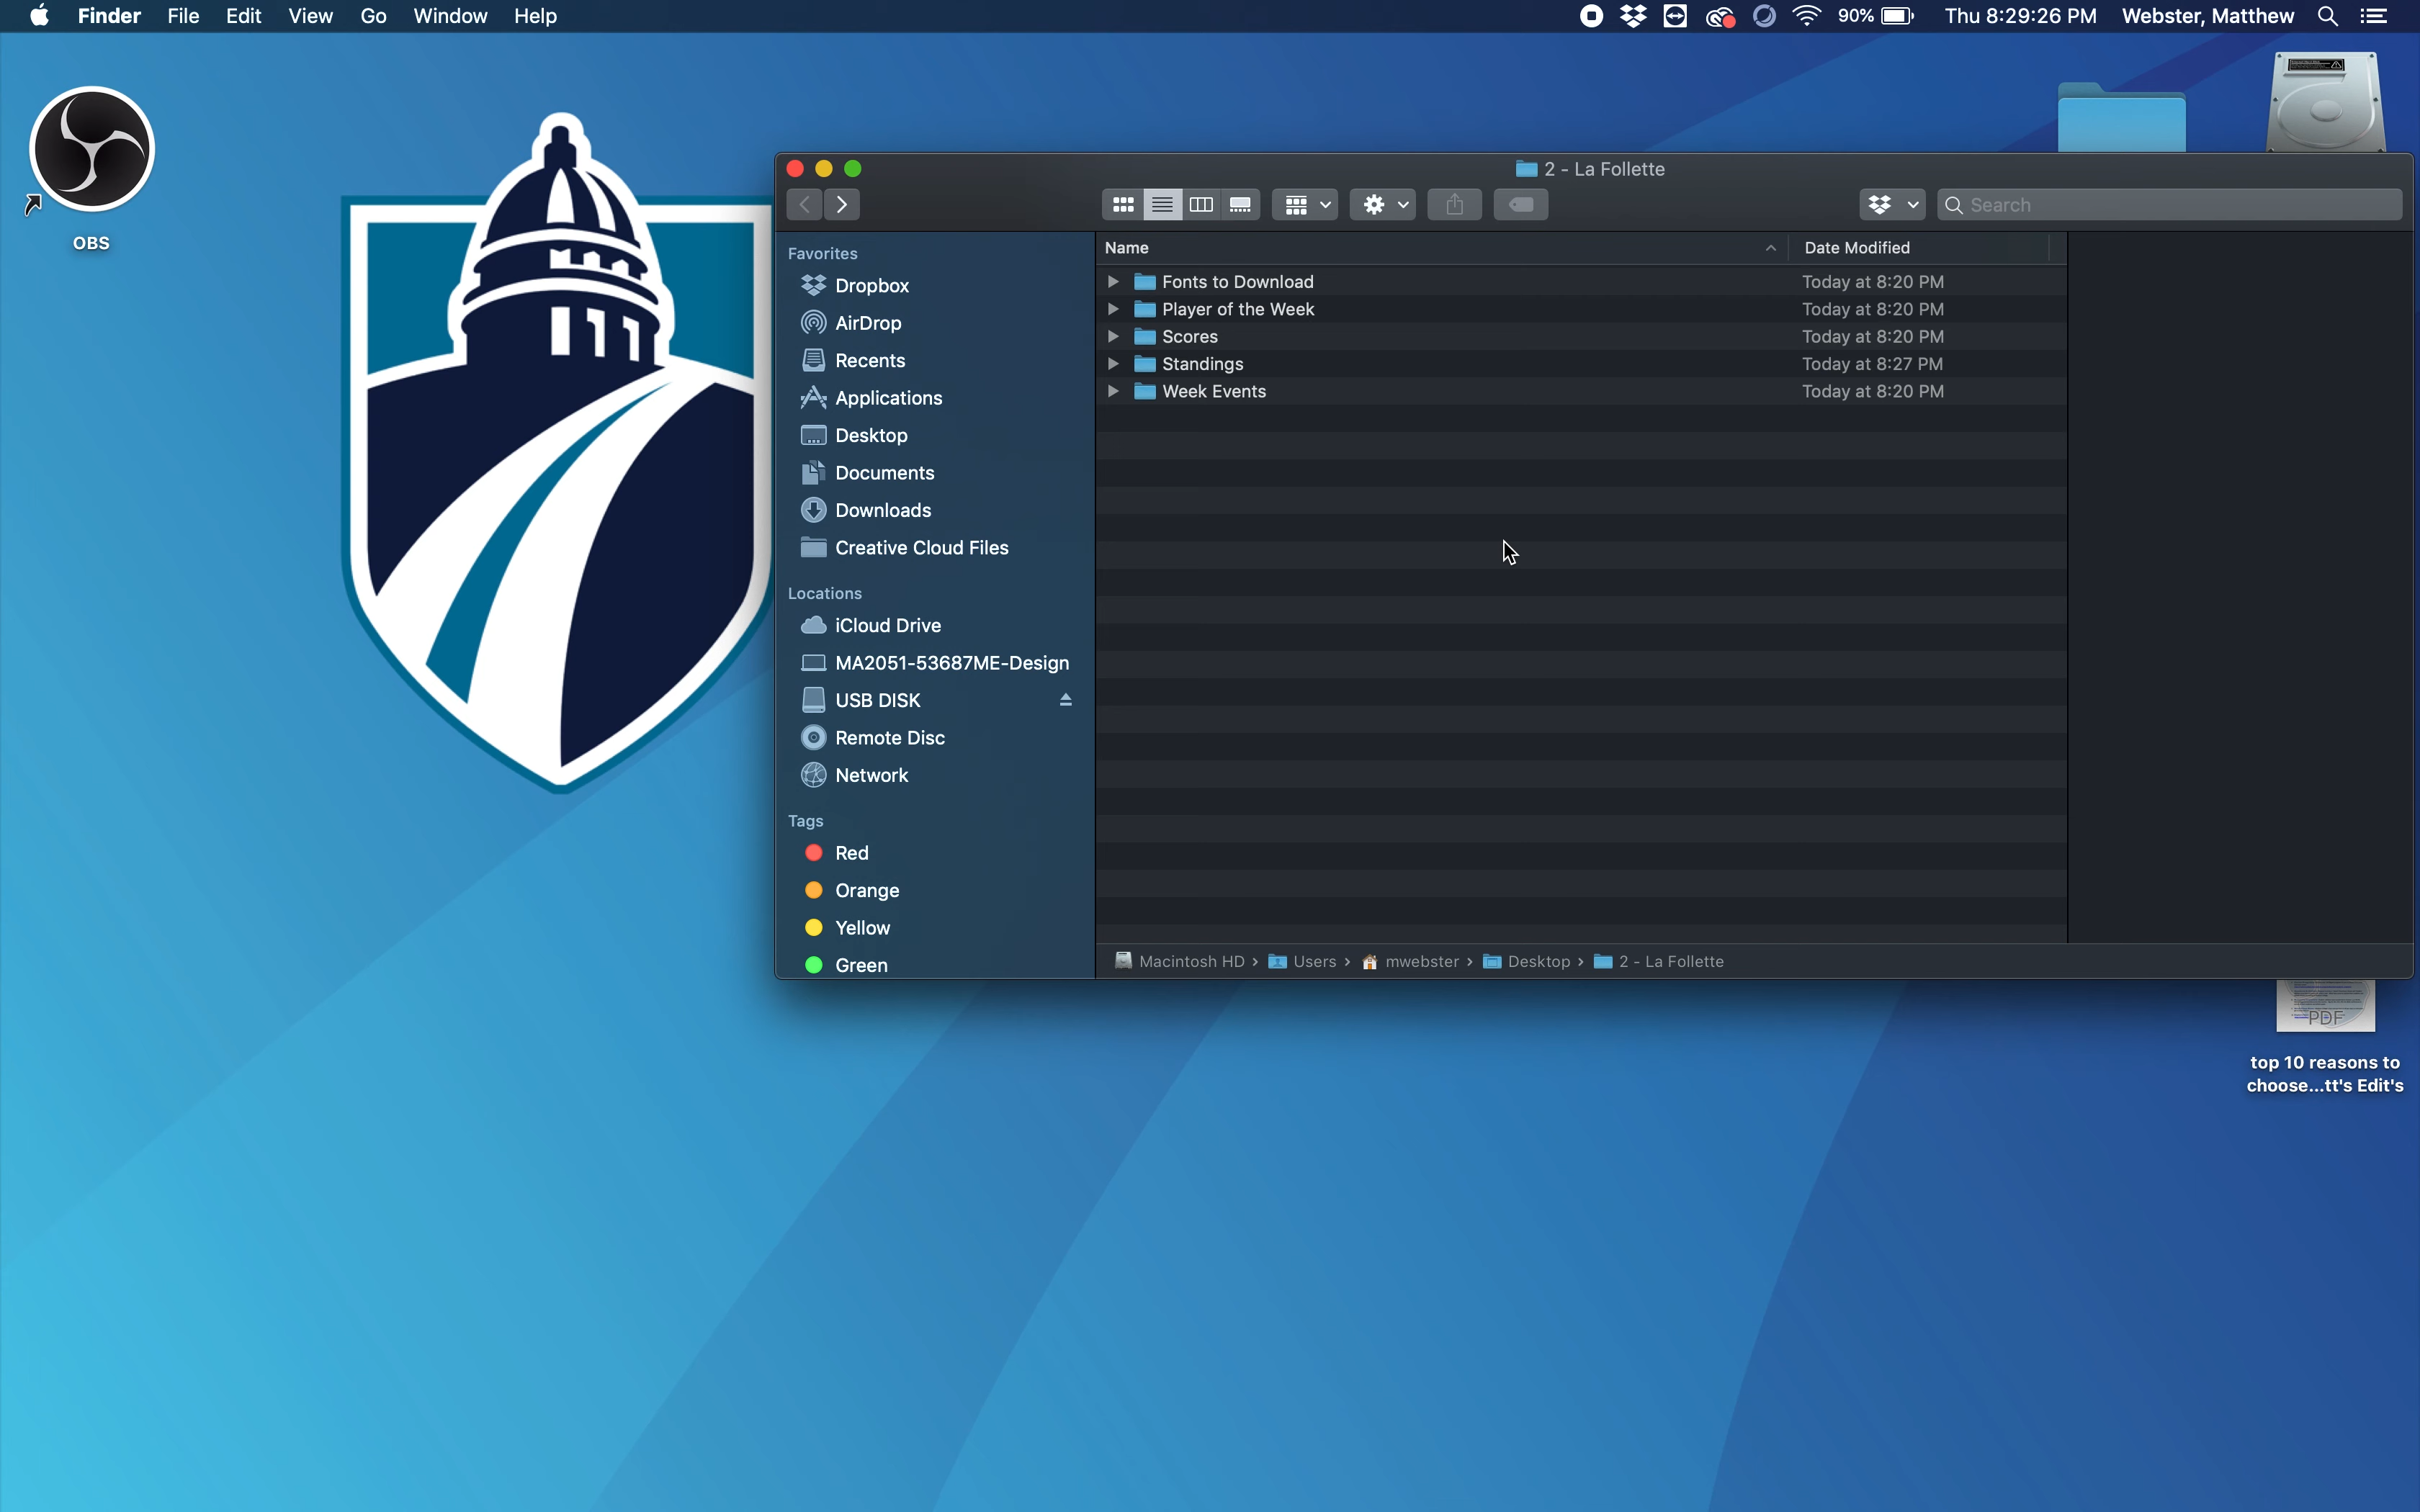 Finder File Edit View Go Window Help 90% Thu 8:29:26 PM Webster, Matthew
OBS
2 - La Follette
Search
Favorites
Dropbox
AirDrop
Recents
Applications
Desktop
Documents
Downloads
Creative Cloud Files
Locations
iCloud Drive
MA2051-53687ME-Design
USB DISK
Remote Disc
Network
Tags
Red
Orange
Yellow
Green
Name Date Modified
Fonts to Download Today at 8:20 PM
Player of the Week Today at 8:20 PM
Scores Today at 8:20 PM
Standings Today at 8:27 PM
Week Events Today at 8:20 PM
Macintosh HD › Users › mwebster › Desktop › 2 - La Follette
PDF
top 10 reasons to
choose...tt's Edit's